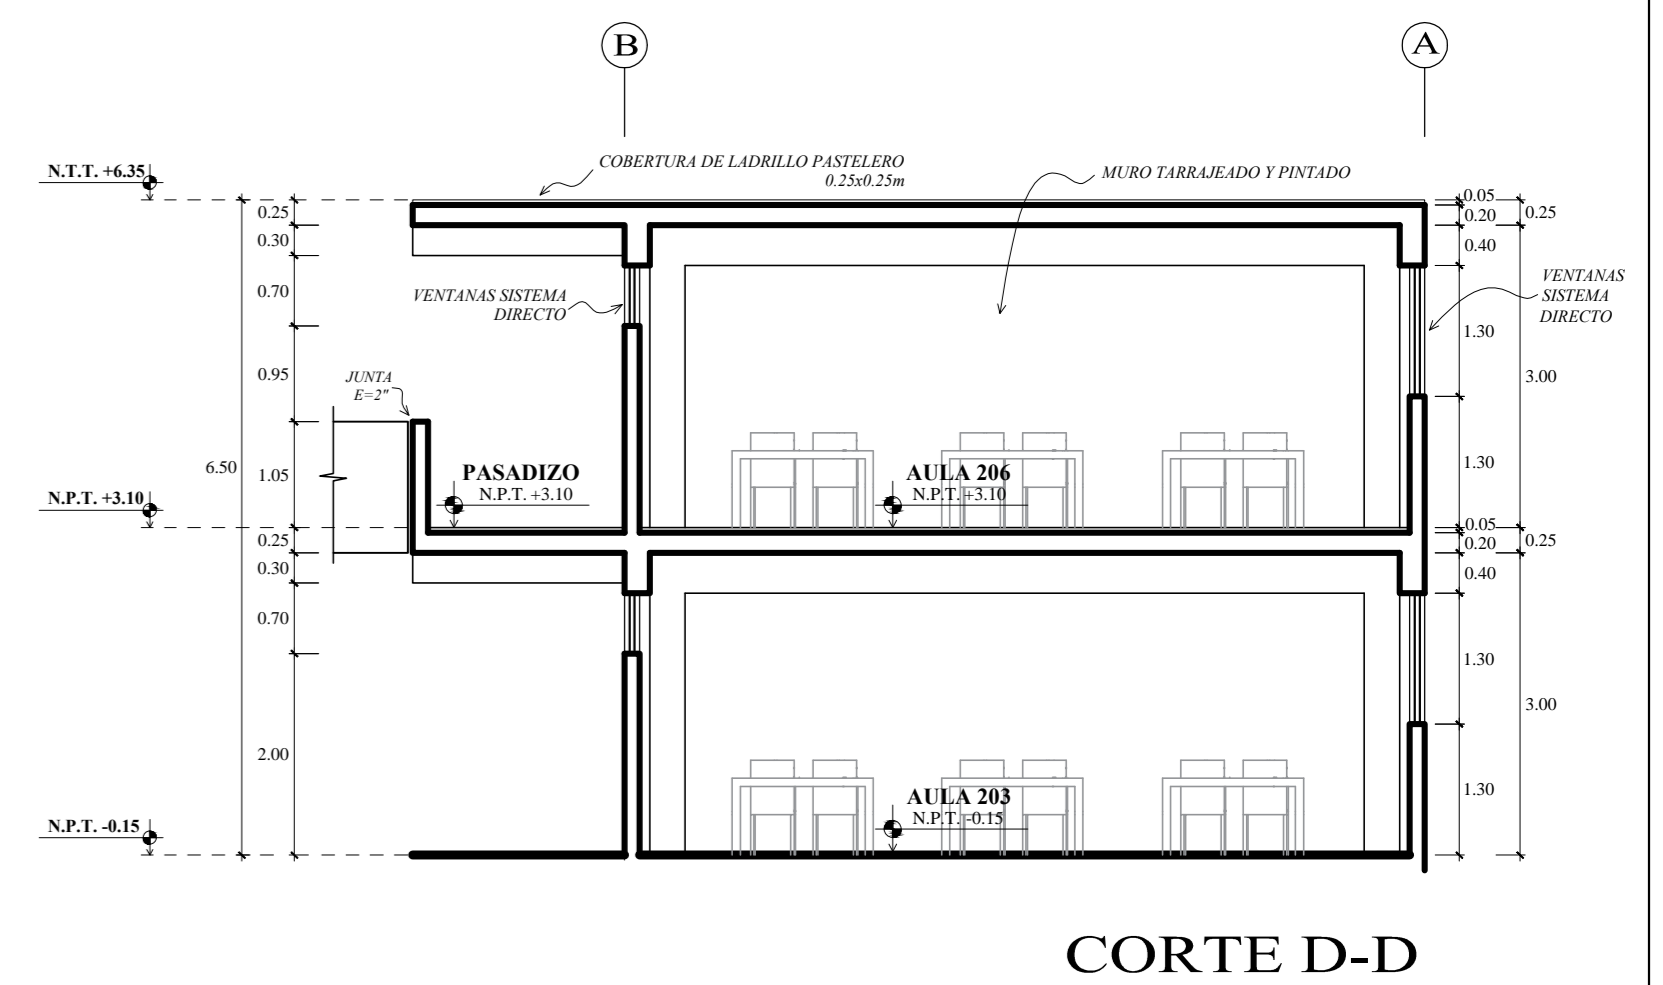 B
A
N.T.T. +6.35
COBERTURA DE LADRILLO PASTELERO
0.25x0.25m
MURO TARRAJEADO Y PINTADO
0.05
0.25
0.20
0.25
0.30
0.40
VENTANAS SISTEMA
DIRECTO
VENTANAS
SISTEMA
DIRECTO
0.70
1.30
0.95
JUNTA
E=2"
3.00
6.50
1.05
PASADIZO
N.P.T. +3.10
AULA 206
N.P.T. +3.10
1.30
N.P.T. +3.10
0.05
0.25
0.20
0.25
0.30
0.40
0.70
1.30
3.00
2.00
AULA 203
N.P.T. -0.15
1.30
N.P.T. -0.15
CORTE D-D